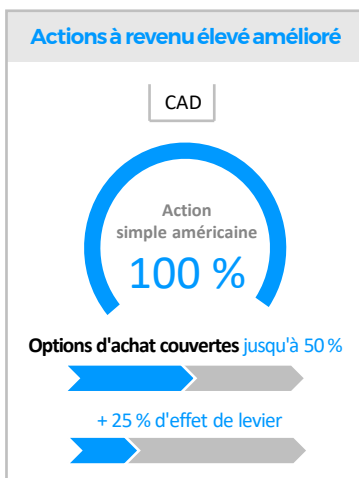 Actions à revenu élevé amélioré
CAD
Action
simple américaine
100 %
Options d'achat couvertes jusqu'à 50 %
+ 25 % d'effet de levier